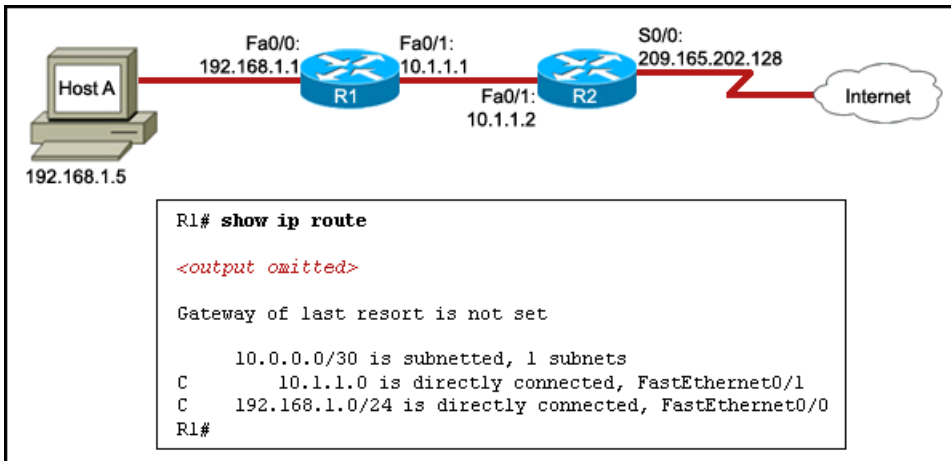 Host A
192.168.1.5
Fa0/0:
192.168.1.1
R1
Fa0/1:
10.1.1.1
Fa0/1:
10.1.1.2
R2
S0/0:
209.165.202.128
Internet
R1# show ip route
<output omitted>
Gateway of last resort is not set
10.0.0.0/30 is subnetted, 1 subnets
C 10.1.1.0 is directly connected, FastEthernet0/1
C 192.168.1.0/24 is directly connected, FastEthernet0/0
R1#